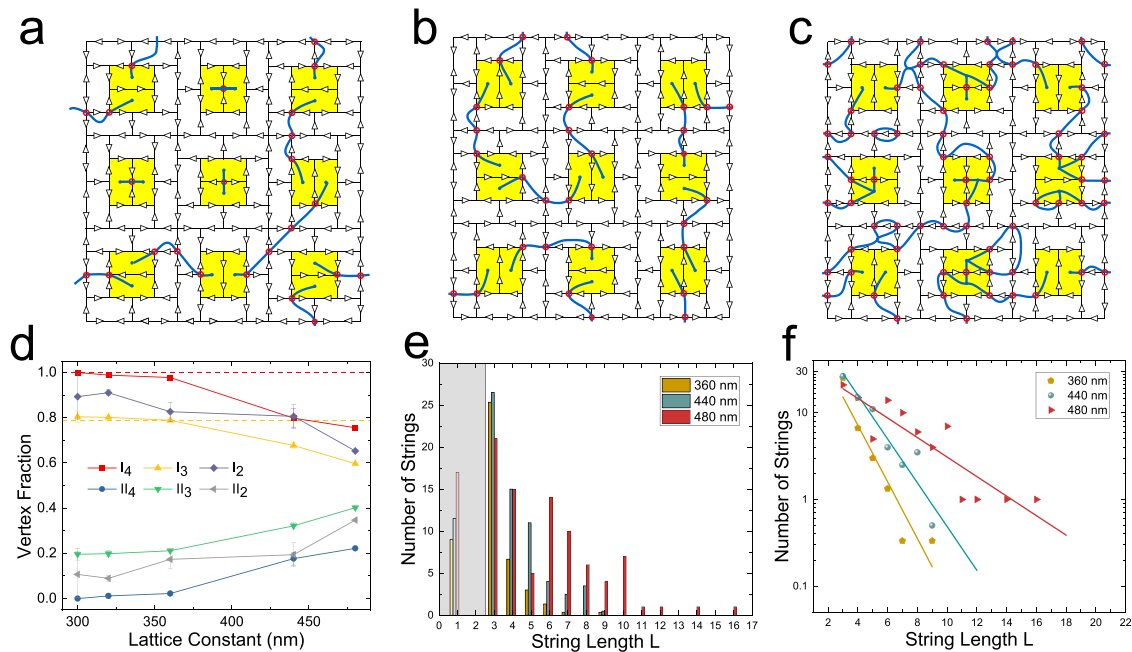 a
b
c
d
1.0
0.8
0.6
0.4
0.2
0.0
Vertex Fraction
I4 I3 I2
II4 II3 II2
300 350 400 450
Lattice Constant (nm)
e
30
25
20
15
10
5
0
Number of Strings
360 nm
440 nm
480 nm
0 1 2 3 4 5 6 7 8 9 10 11 12 13 14 15 16 17
String Length L
f
30
10
1
0.1
Number of Strings
360 nm
440 nm
480 nm
2 4 6 8 10 12 14 16 18 20 22
String Length L